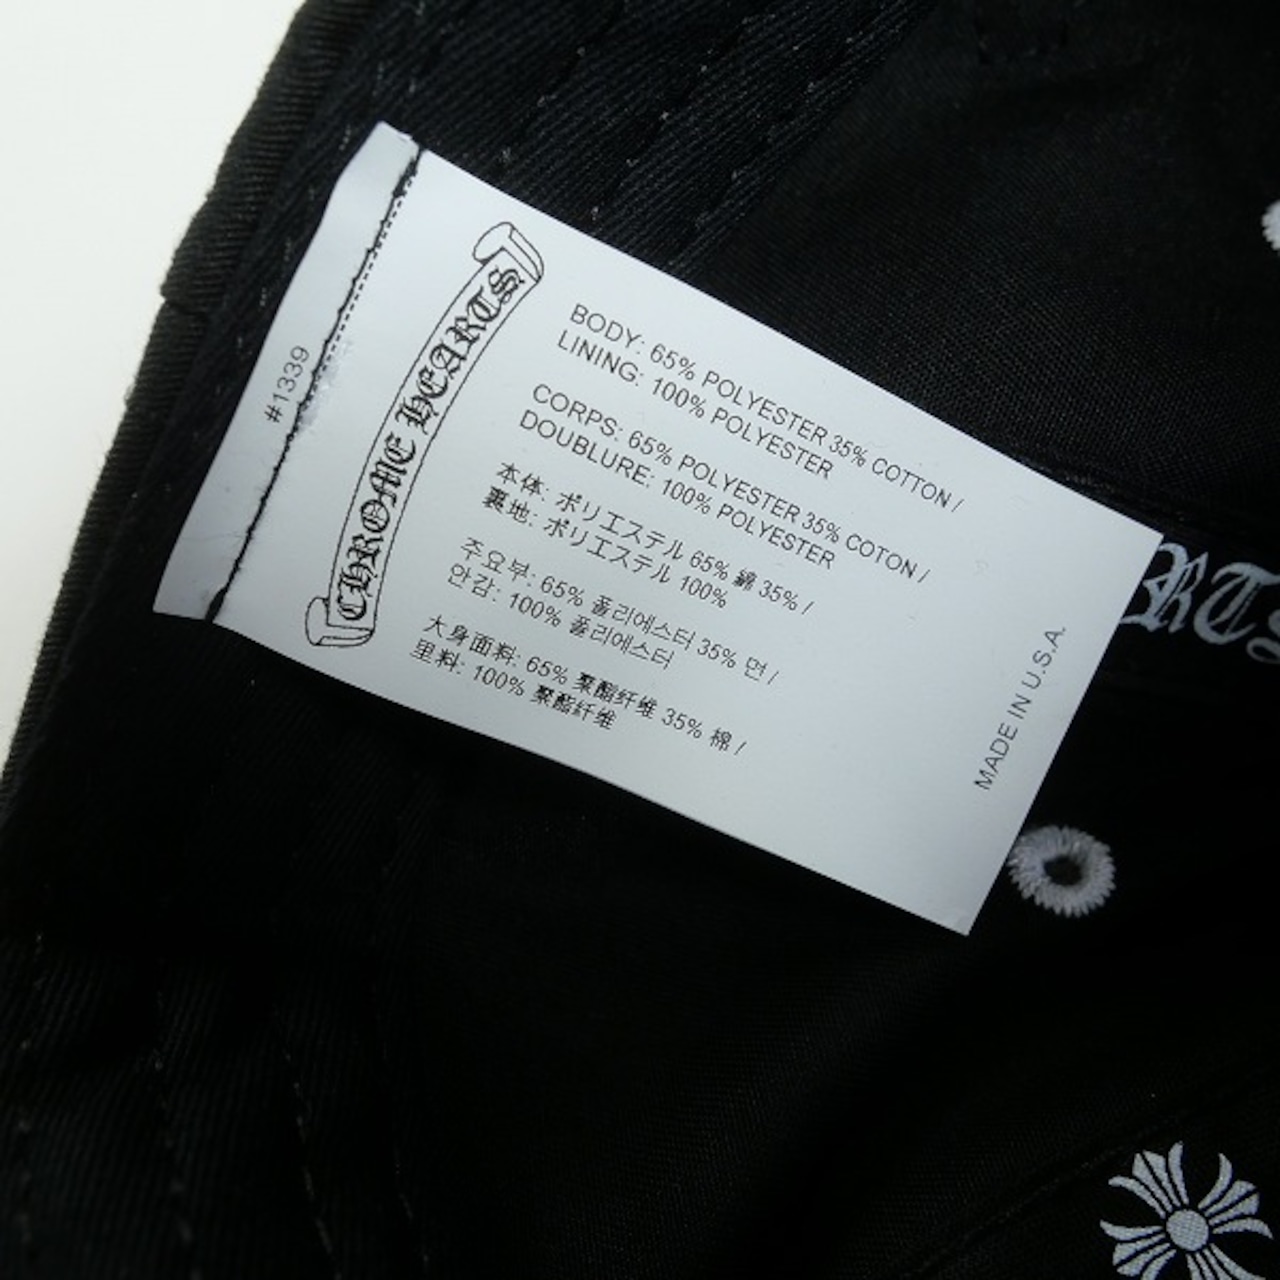 #1339
CHROME HEARTS
BODY: 65% POLYESTER 35% COTTON /
LINING: 100% POLYESTER
CORPS: 65% POLYESTER 35% COTON /
DOUBLURE: 100% POLYESTER
本体: ポリエステル 65% 綿 35% /
裏地: ポリエステル 100%
주요부: 65% 폴리에스터 35% 면 /
안감: 100% 폴리에스터
大身面料: 65% 聚酯纤维 35% 棉 /
里料: 100% 聚酯纤维
MADE IN U.S.A.